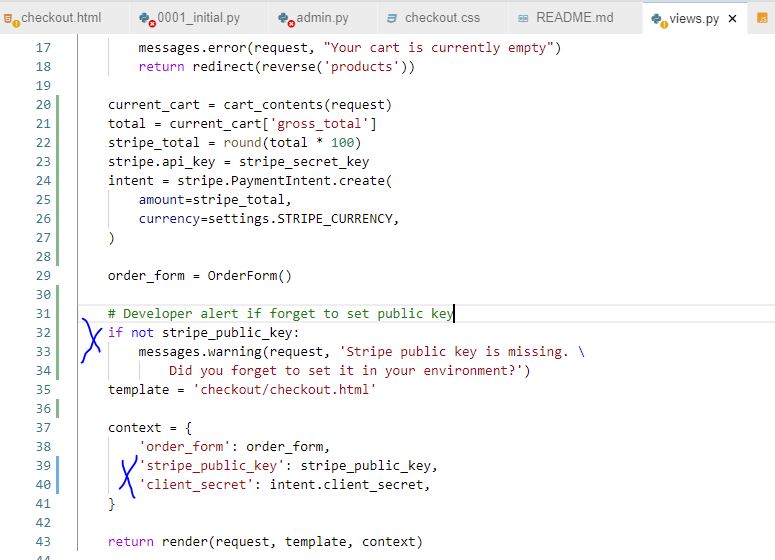 checkout.html 0001_initial.py admin.py checkout.css README.md views.py ×
17 messages.error(request, "Your cart is currently empty")
18 return redirect(reverse('products'))
19
20 current_cart = cart_contents(request)
21 total = current_cart['gross_total']
22 stripe_total = round(total * 100)
23 stripe.api_key = stripe_secret_key
24 intent = stripe.PaymentIntent.create(
25 amount=stripe_total,
26 currency=settings.STRIPE_CURRENCY,
27 )
28
29 order_form = OrderForm()
30
31 # Developer alert if forget to set public key
32 if not stripe_public_key:
33 messages.warning(request, 'Stripe public key is missing. \
34 Did you forget to set it in your environment?')
35 template = 'checkout/checkout.html'
36
37 context = {
38 'order_form': order_form,
39 'stripe_public_key': stripe_public_key,
40 'client_secret': intent.client_secret,
41 }
42
43 return render(request, template, context)